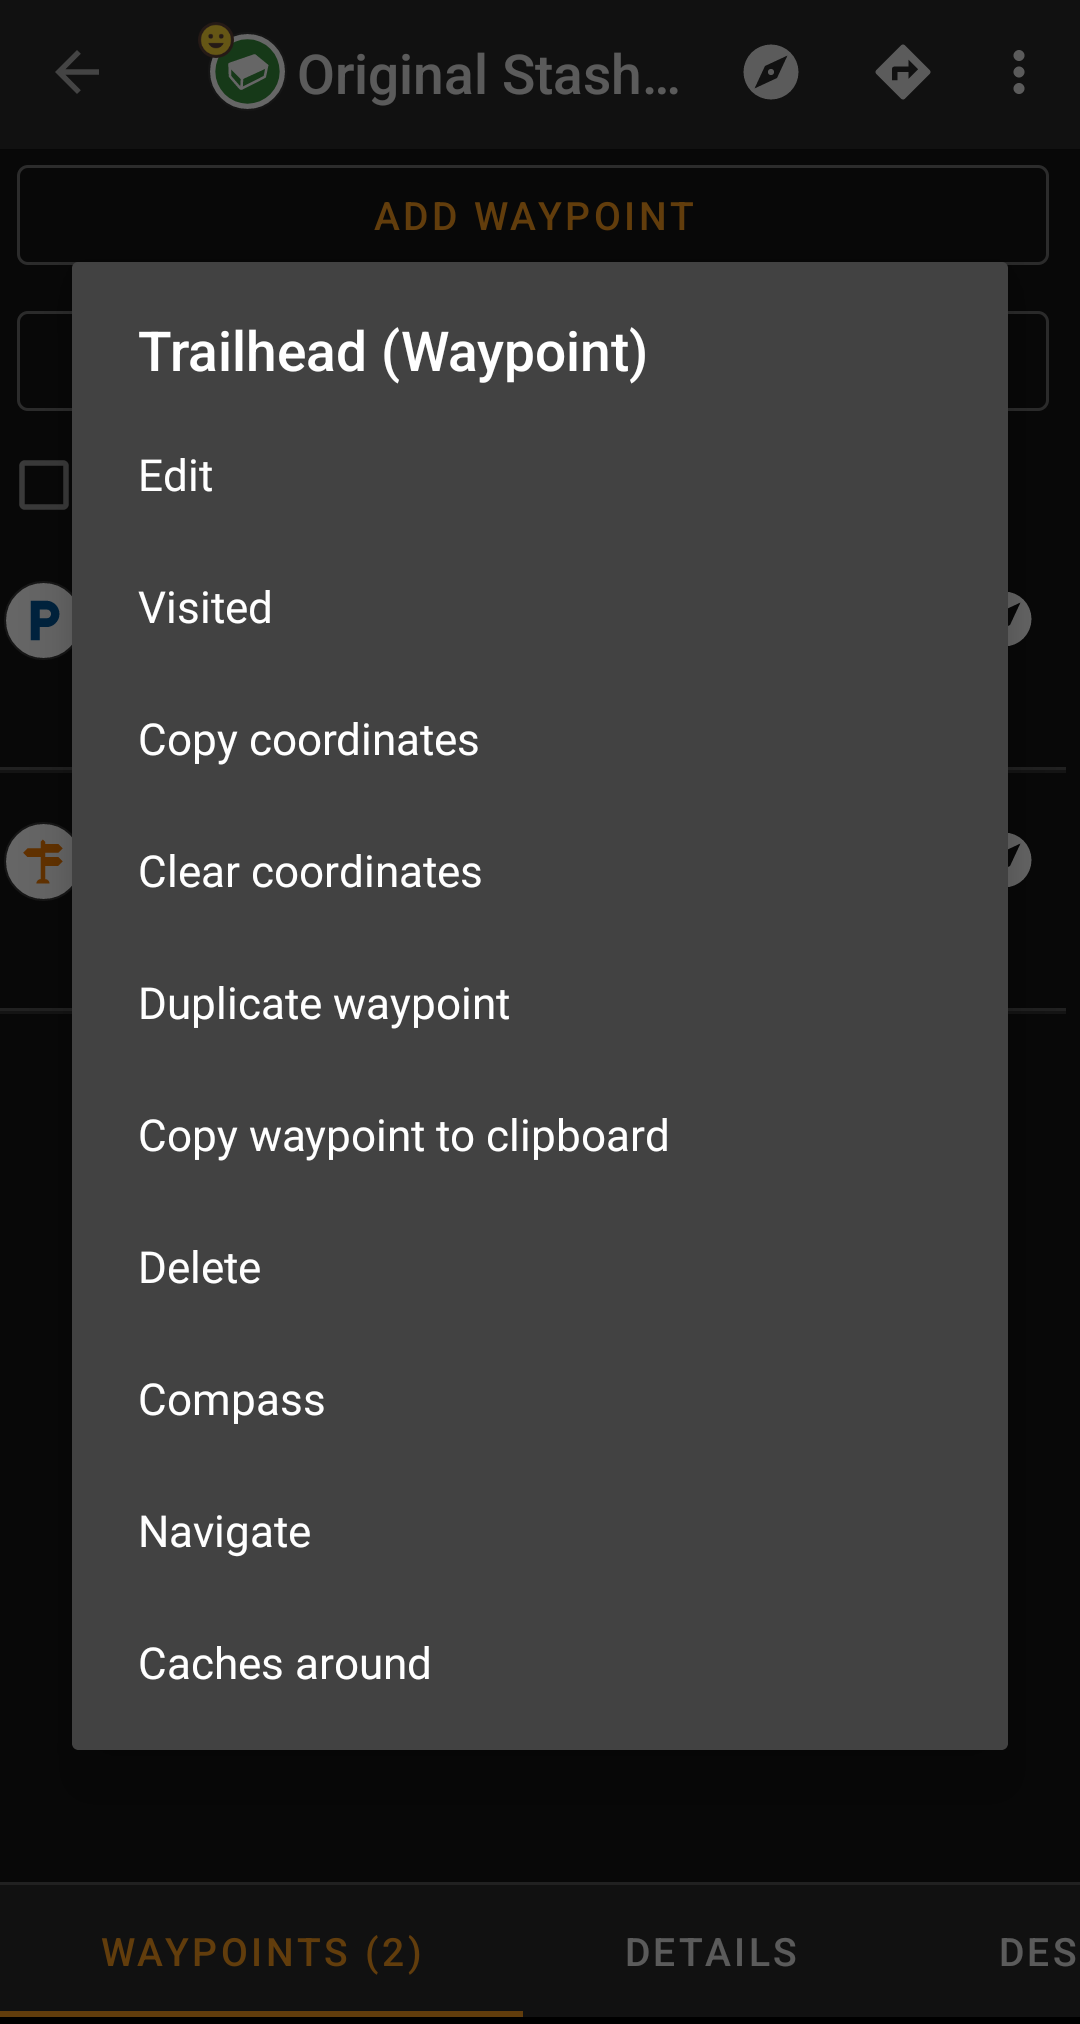 Original Stash...
ADD WAYPOINT
Trailhead (Waypoint)
Edit
Visited
P
Copy coordinates
Clear coordinates
Duplicate waypoint
Copy waypoint to clipboard
Delete
Compass
Navigate
Caches around
WAYPOINTS (2)
DETAILS
DES